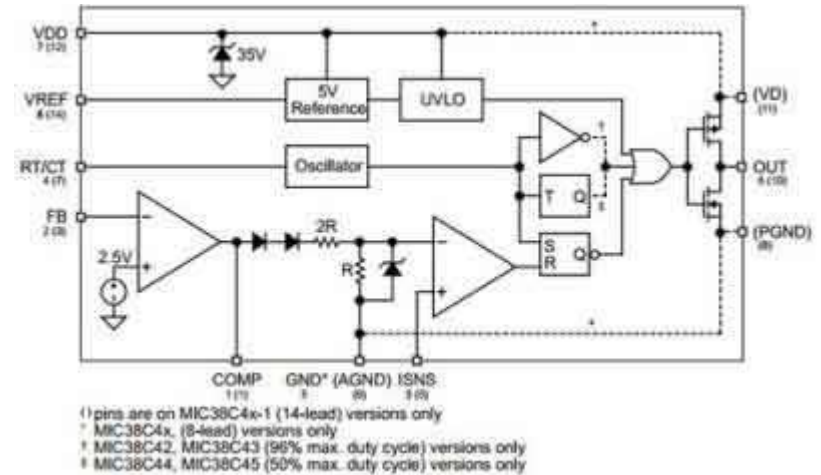 VDD
7 (12)
35V
VREF
8 (14)
5V
Reference
UVLO
(VD)
(11)
RT/CT
4 (7)
Oscillator
OUT
6 (10)
FB
2 (3)
2R
T Q
S
R Q
(PGND)
(8)
2.5V
R
COMP
1 (1)
GND* (AGND)
5 (9)
ISNS
3 (5)
( ) pins are on MIC38C4x-1 (14-lead) versions only
* MIC38C4x, (8-lead) versions only
† MIC38C42, MIC38C43 (96% max. duty cycle) versions only
‡ MIC38C44, MIC38C45 (50% max. duty cycle) versions only